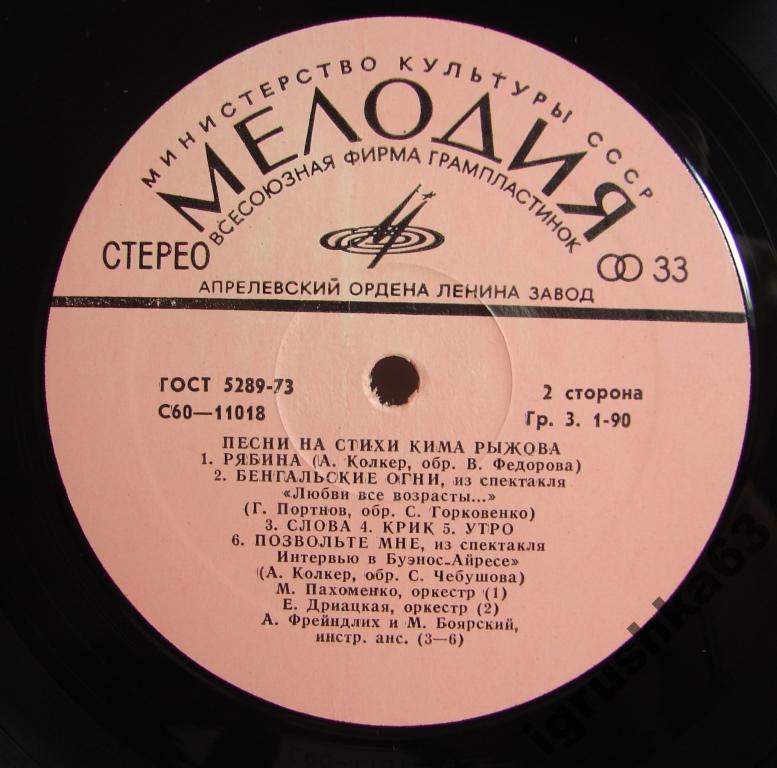 МИНИСТЕРСТВО КУЛЬТУРЫ СССР
МЕЛОДИЯ
ВСЕСОЮЗНАЯ ФИРМА ГРАМПЛАСТИНОК
СТЕРЕО
33
АПРЕЛЕВСКИЙ ОРДЕНА ЛЕНИНА ЗАВОД
ГОСТ 5289-73
2 сторона
С60—11018
Гр. 3. 1-90
ПЕСНИ НА СТИХИ КИМА РЫЖОВА
1. РЯБИНА (А. Колкер, обр. В. Федорова)
2. БЕНГАЛЬСКИЕ ОГНИ, из спектакля
«Любви все возрасты...»
(Г. Портнов, обр. С. Горковенко)
3. СЛОВА 4. КРИК 5. УТРО
6. ПОЗВОЛЬТЕ МНЕ, из спектакля
Интервью в Буэнос-Айресе»
(А. Колкер, обр. С. Чебушова)
М. Пахоменко, оркестр (1)
Е. Дриацкая, оркестр (2)
А. Фрейндлих и М. Боярский,
инстр. анс. (3—6)
igrushka63